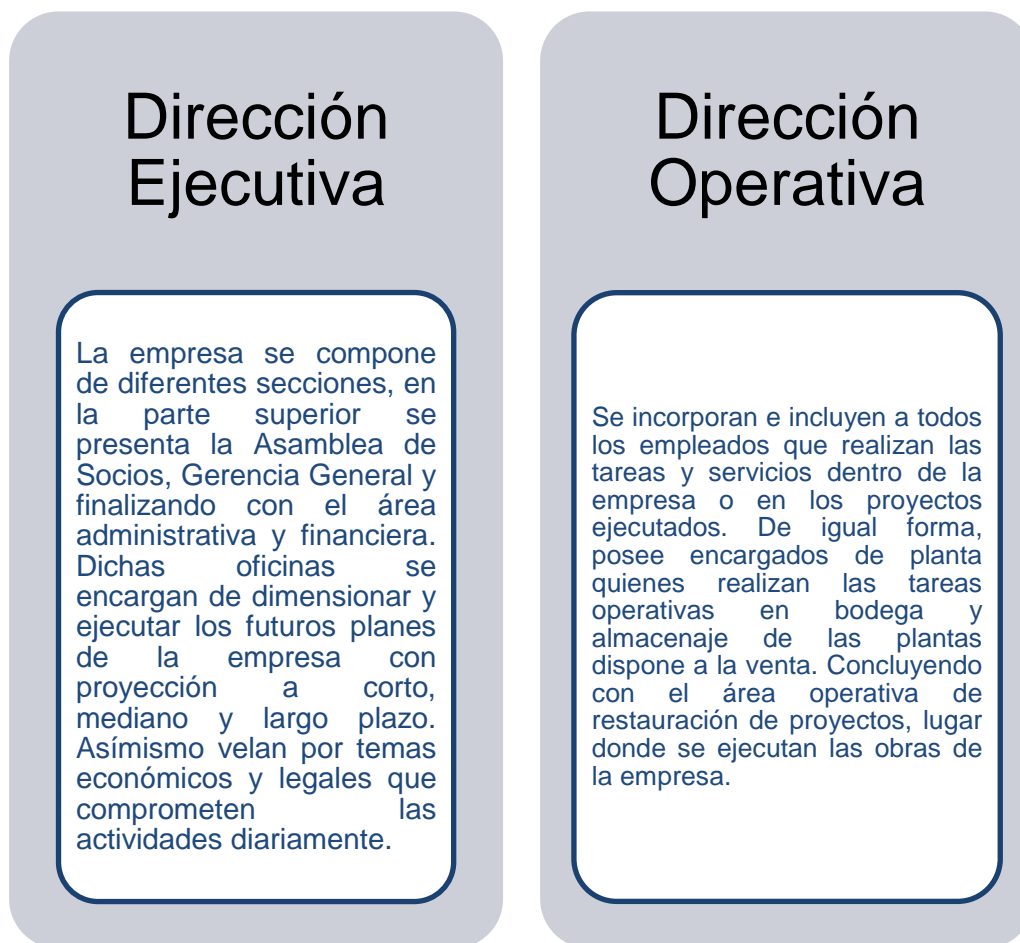 Dirección
Ejecutiva
La empresa se compone
de diferentes secciones, en
la parte superior se
presenta la Asamblea de
Socios, Gerencia General y
finalizando con el área
administrativa y financiera.
Dichas oficinas se
encargan de dimensionar y
ejecutar los futuros planes
de la empresa con
proyección a corto,
mediano y largo plazo.
Asímismo velan por temas
económicos y legales que
comprometen las
actividades diariamente.
Dirección
Operativa
Se incorporan e incluyen a todos
los empleados que realizan las
tareas y servicios dentro de la
empresa o en los proyectos
ejecutados. De igual forma,
posee encargados de planta
quienes realizan las tareas
operativas en bodega y
almacenaje de las plantas
dispone a la venta. Concluyendo
con el área operativa de
restauración de proyectos, lugar
donde se ejecutan las obras de
la empresa.